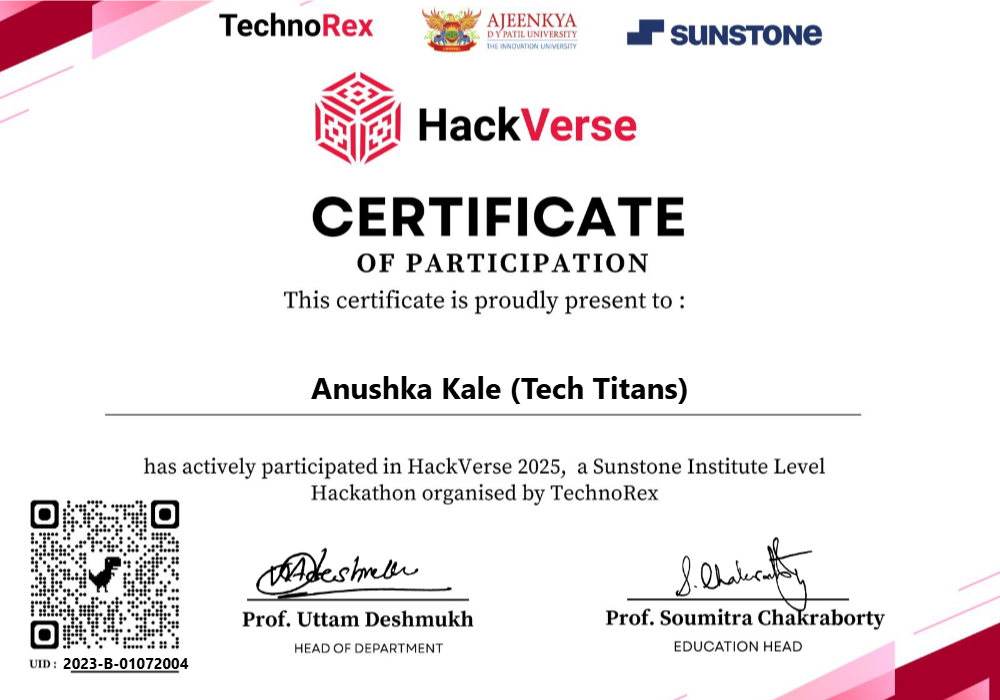 TechnoRex
AJEENKYA
D Y PATIL UNIVERSITY
THE INNOVATION UNIVERSITY
SUNSTONE
HackVerse
CERTIFICATE
OF PARTICIPATION
This certificate is proudly present to :
Anushka Kale (Tech Titans)
has actively participated in HackVerse 2025, a Sunstone Institute Level
Hackathon organised by TechnoRex
S. Chakraborty
Prof. Uttam Deshmukh
HEAD OF DEPARTMENT
Prof. Soumitra Chakraborty
EDUCATION HEAD
UID : 2023-B-01072004